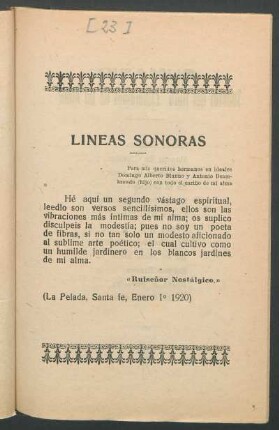 [23]
LINEAS SONORAS
Para mis queridos hermanos en ideales
Domingo Alberto Munno y Antonio
(hijo) con todo el cariño de mi alma
Hé aquí un segundo vástago espiritual,
leedlo son versos sencillísimos, ellos son las
vibraciones más íntimas de mi alma; os suplico
disculpeis la modestia; pues no soy un poeta
de fibras, si no tan solo un modesto aficionado
al sublime arte poético; el cual cultivo como
un humilde jardinero en los blancos jardines
de mi alma.
«Ruiseñor Nostálgico.»
(La Pelada, Santa fe, Enero 1º 1920)